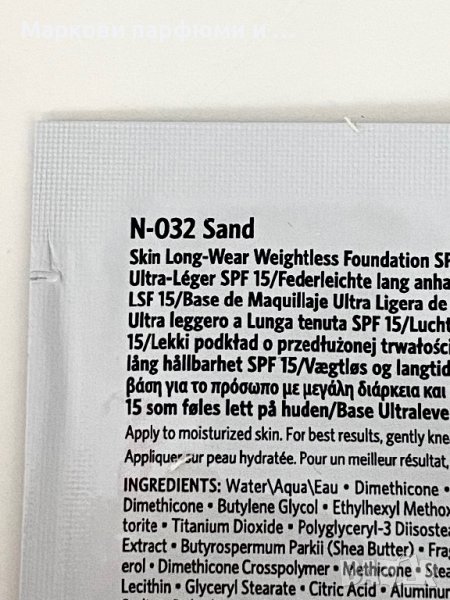 Маркови парфюми и ...
N-032 Sand
Skin Long-Wear Weightless Foundation SP
Ultra-Léger SPF 15/Federleichte lang anha
LSF 15/Base de Maquillaje Ultra Ligera de
Ultra leggero a Lunga tenuta SPF 15/Lucht
15/Lekki podkład o przedłużonej trwałośc
lång hållbarhet SPF 15/Vægtløs og langtid
βάση για το πρόσωπο με μεγάλη διάρκεια και
15 som føles lett på huden/Base Ultraleve
Apply to moisturized skin. For best results, gently kne
Appliquer sur peau hydratée. Pour un meilleur résultat,
INGREDIENTS: Water\Aqua\Eau • Dimethicone •
Dimethicone • Butylene Glycol • Ethylhexyl Methox
torite • Titanium Dioxide • Polyglyceryl-3 Diisostea
Extract • Butyrospermum Parkii (Shea Butter) • Frag
erol • Dimethicone Crosspolymer • Methicone • Stea
Lecithin • Glyceryl Stearate • Citric Acid • Aluminum